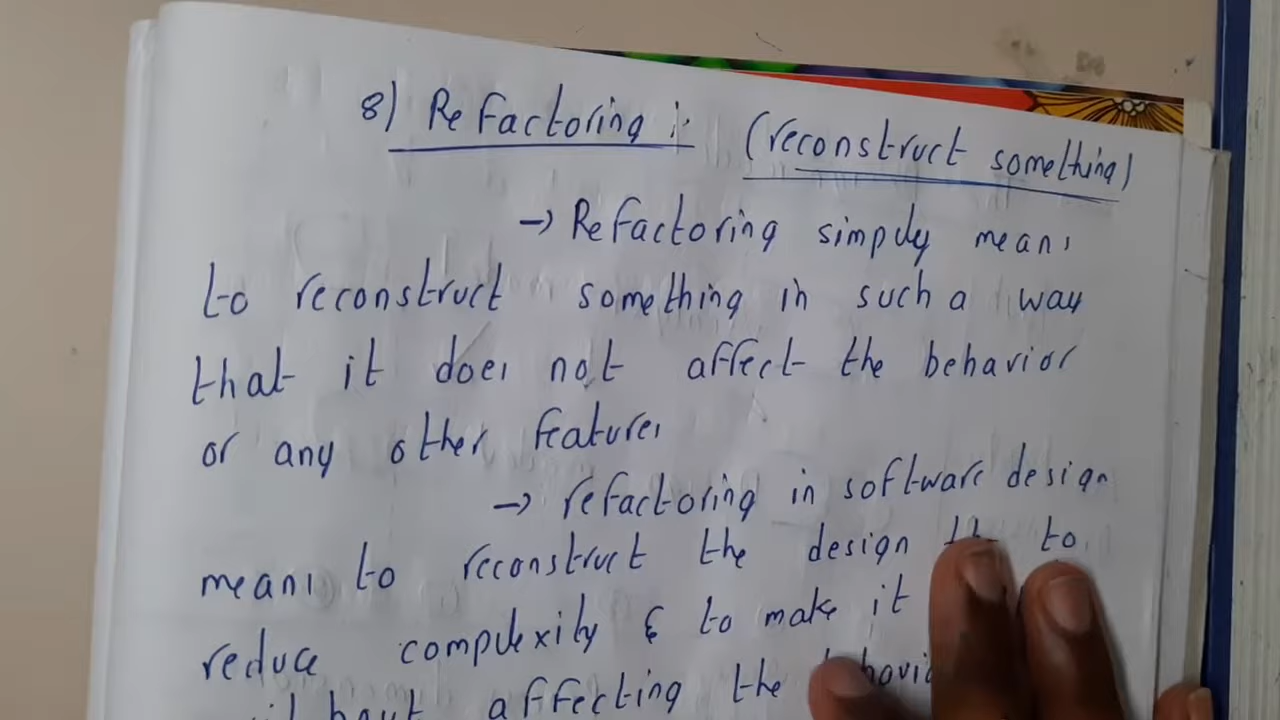 8) Refactoring :- (reconstruct something)
→ Refactoring simply means
to reconstruct something in such a way
that it does not affect the behavior
or any other features
→ refactoring in software design
means to reconstruct the design to
reduce complexity & to make it
without affecting the